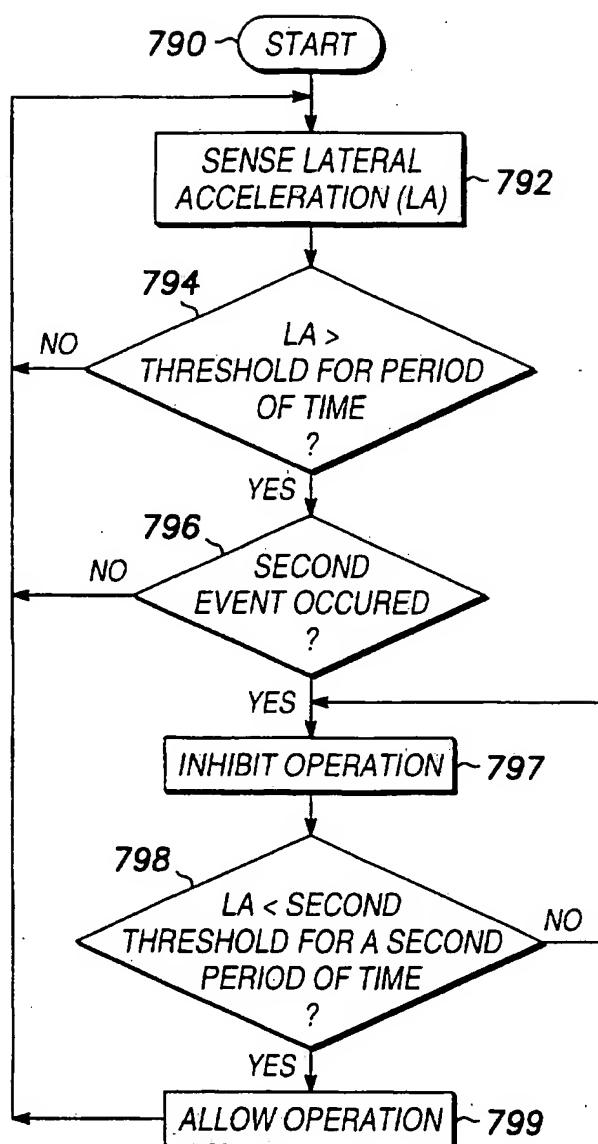 790
START
SENSE LATERAL
ACCELERATION (LA)
792
794
LA >
THRESHOLD FOR PERIOD
OF TIME
?
NO
YES
796
SECOND
EVENT OCCURED
?
NO
YES
INHIBIT OPERATION
797
798
LA < SECOND
THRESHOLD FOR A SECOND
PERIOD OF TIME
?
NO
YES
ALLOW OPERATION
799